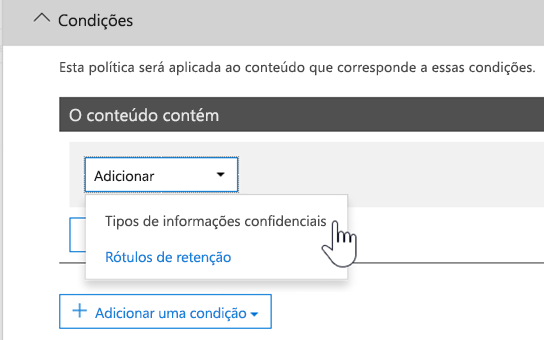 Condições
Esta política será aplicada ao conteúdo que corresponde a essas condições.
O conteúdo contém
Adicionar
Tipos de informações confidenciais
Rótulos de retenção
+ Adicionar uma condição